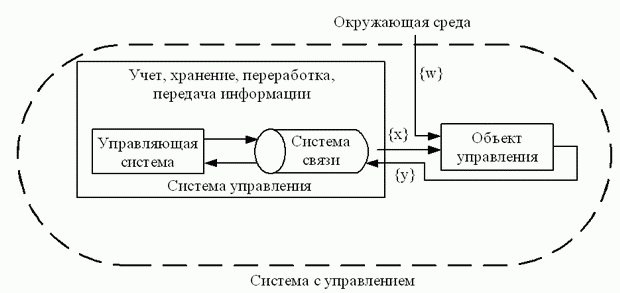 Окружающая среда
{w}
Учет, хранение, переработка,
передача информации
Управляющая
система
Система
связи
{x}
Объект
управления
{y}
Система управления
Система с управлением